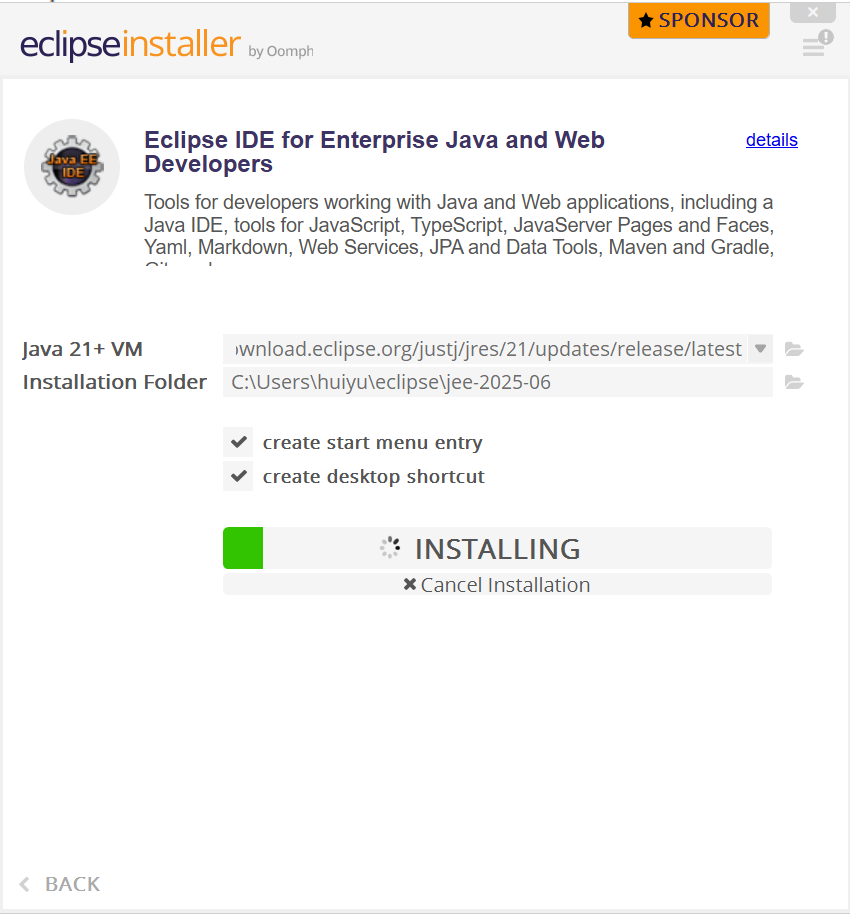 ★ SPONSOR
eclipseinstaller by Oomph
Java EE
IDE
Eclipse IDE for Enterprise Java and Web
Developers
details
Tools for developers working with Java and Web applications, including a
Java IDE, tools for JavaScript, TypeScript, JavaServer Pages and Faces,
Yaml, Markdown, Web Services, JPA and Data Tools, Maven and Gradle,
Java 21+ VM
ownload.eclipse.org/justj/jres/21/updates/release/latest
Installation Folder
C:\Users\huiyu\eclipse\jee-2025-06
create start menu entry
create desktop shortcut
INSTALLING
Cancel Installation
BACK